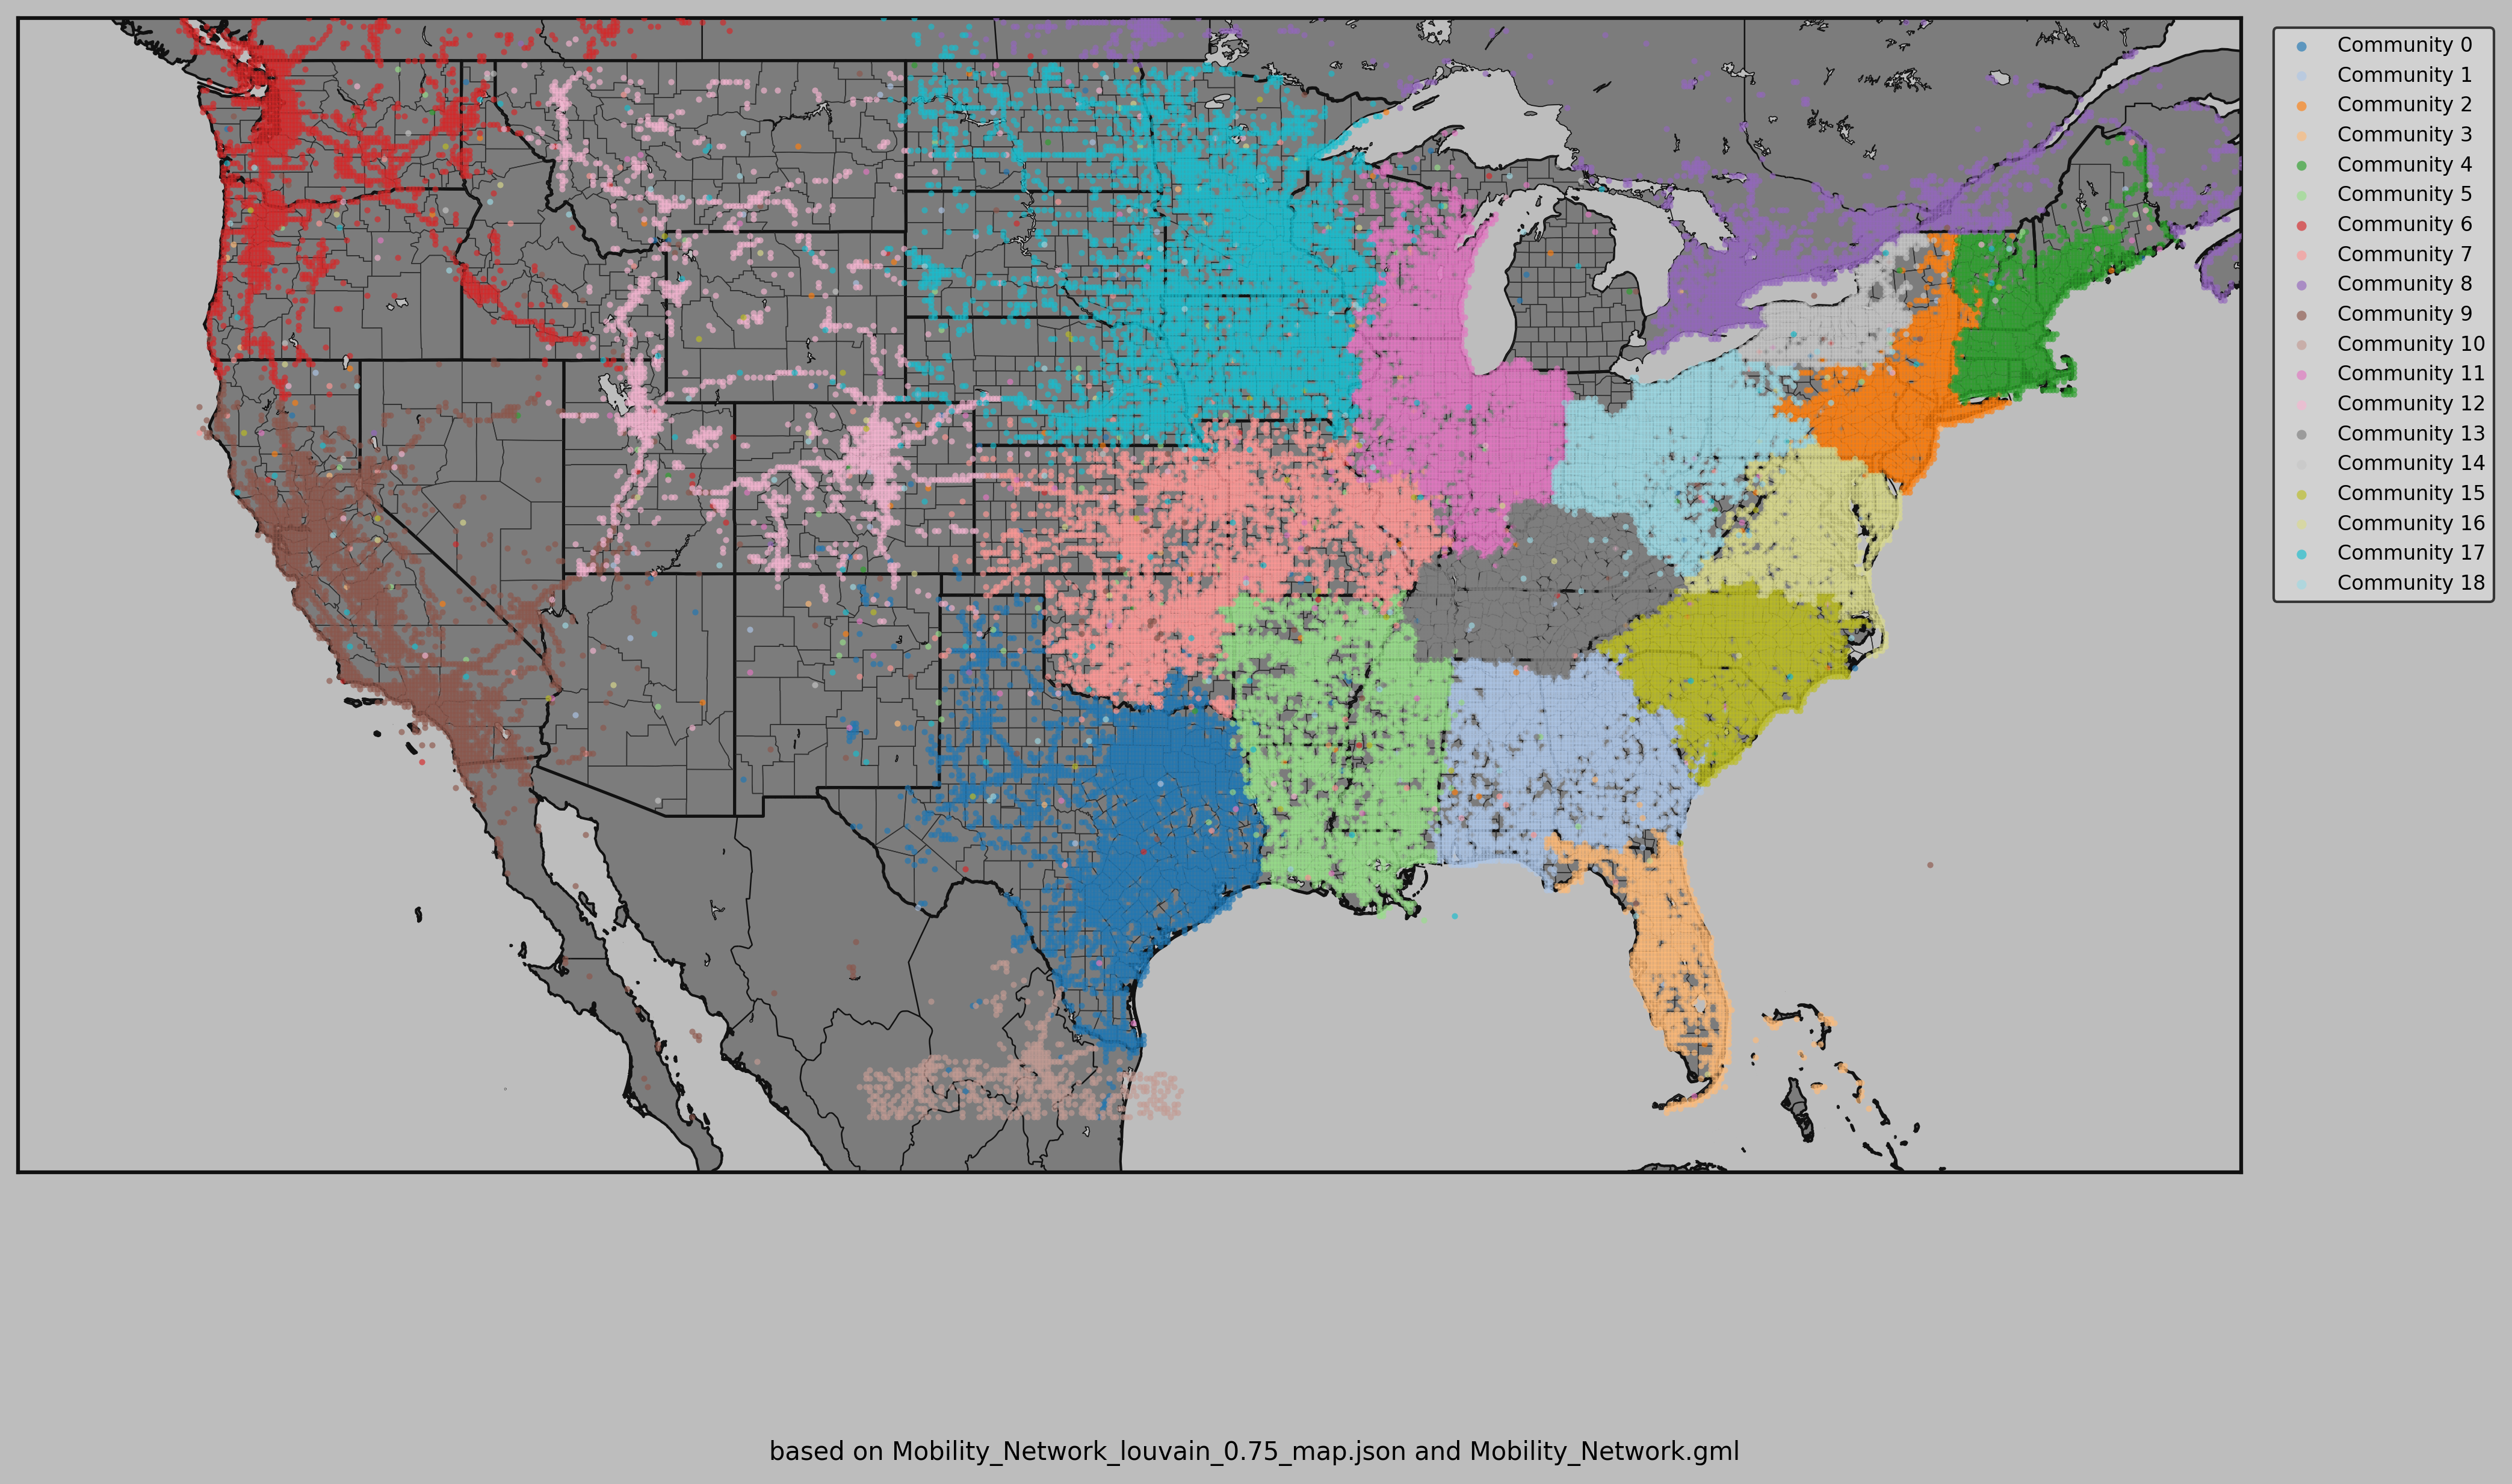 Community 0
Community 1
Community 2
Community 3
Community 4
Community 5
Community 6
Community 7
Community 8
Community 9
Community 10
Community 11
Community 12
Community 13
Community 14
Community 15
Community 16
Community 17
Community 18
based on Mobility_Network_louvain_0.75_map.json and Mobility_Network.gml